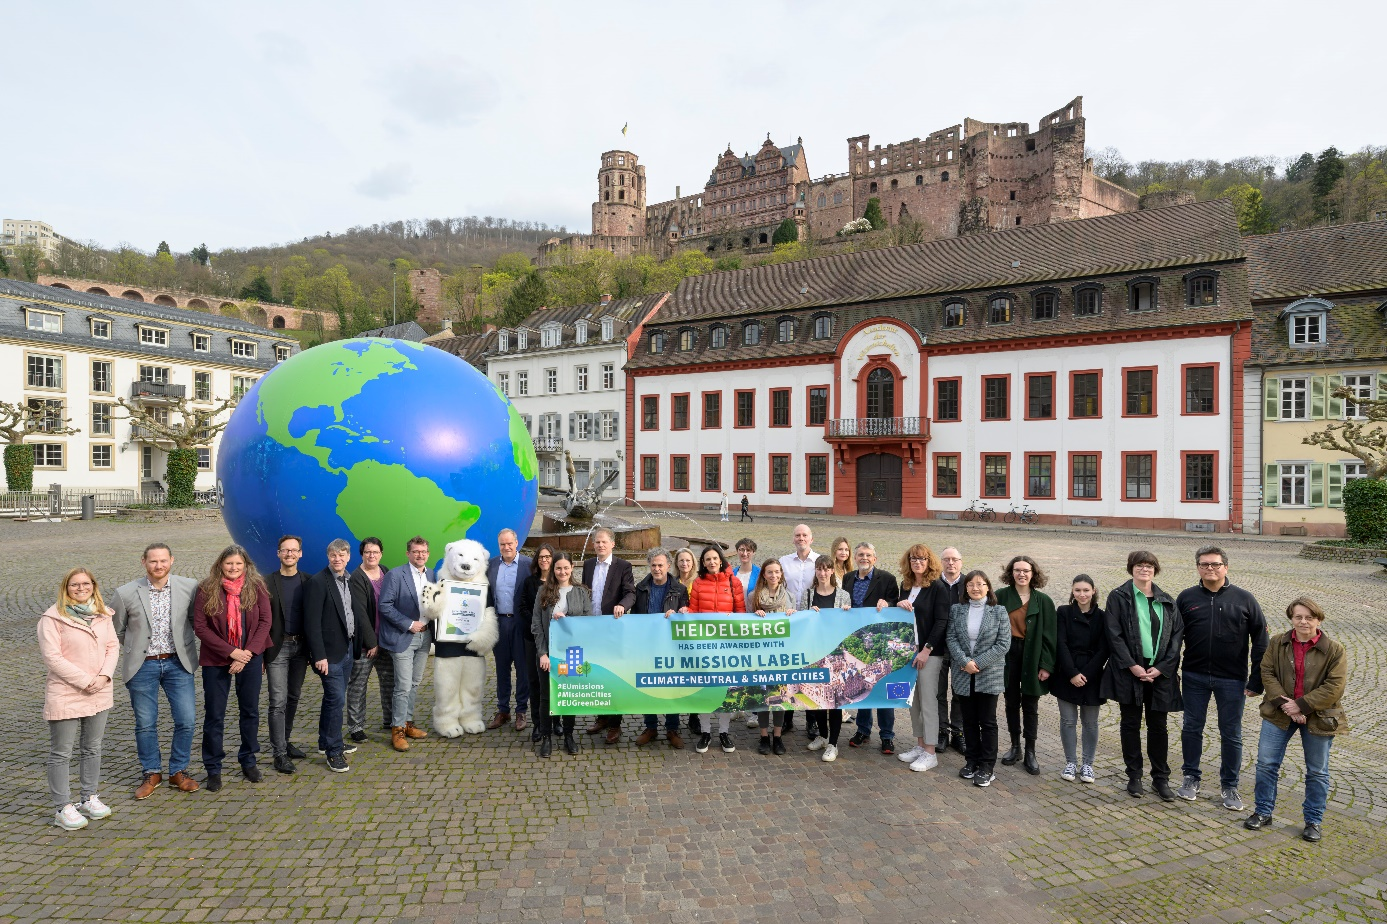 HEIDELBERG
HAS BEEN AWARDED WITH
EU MISSION LABEL
CLIMATE-NEUTRAL & SMART CITIES
#EUmissions
#MissionCities
#EUGreenDeal